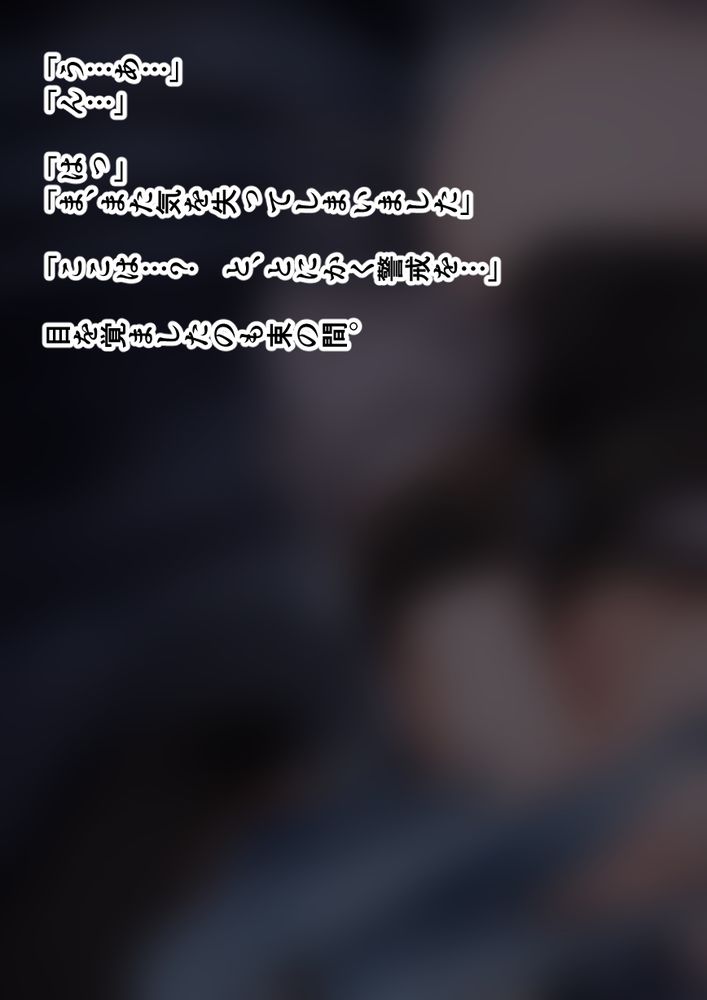 「う…あ…」
「ん…」
「はっ」
「ま、また気を失ってしまいました」
「ここは…？　と、とにかく警戒を…」
目を覚ましたのも束の間。